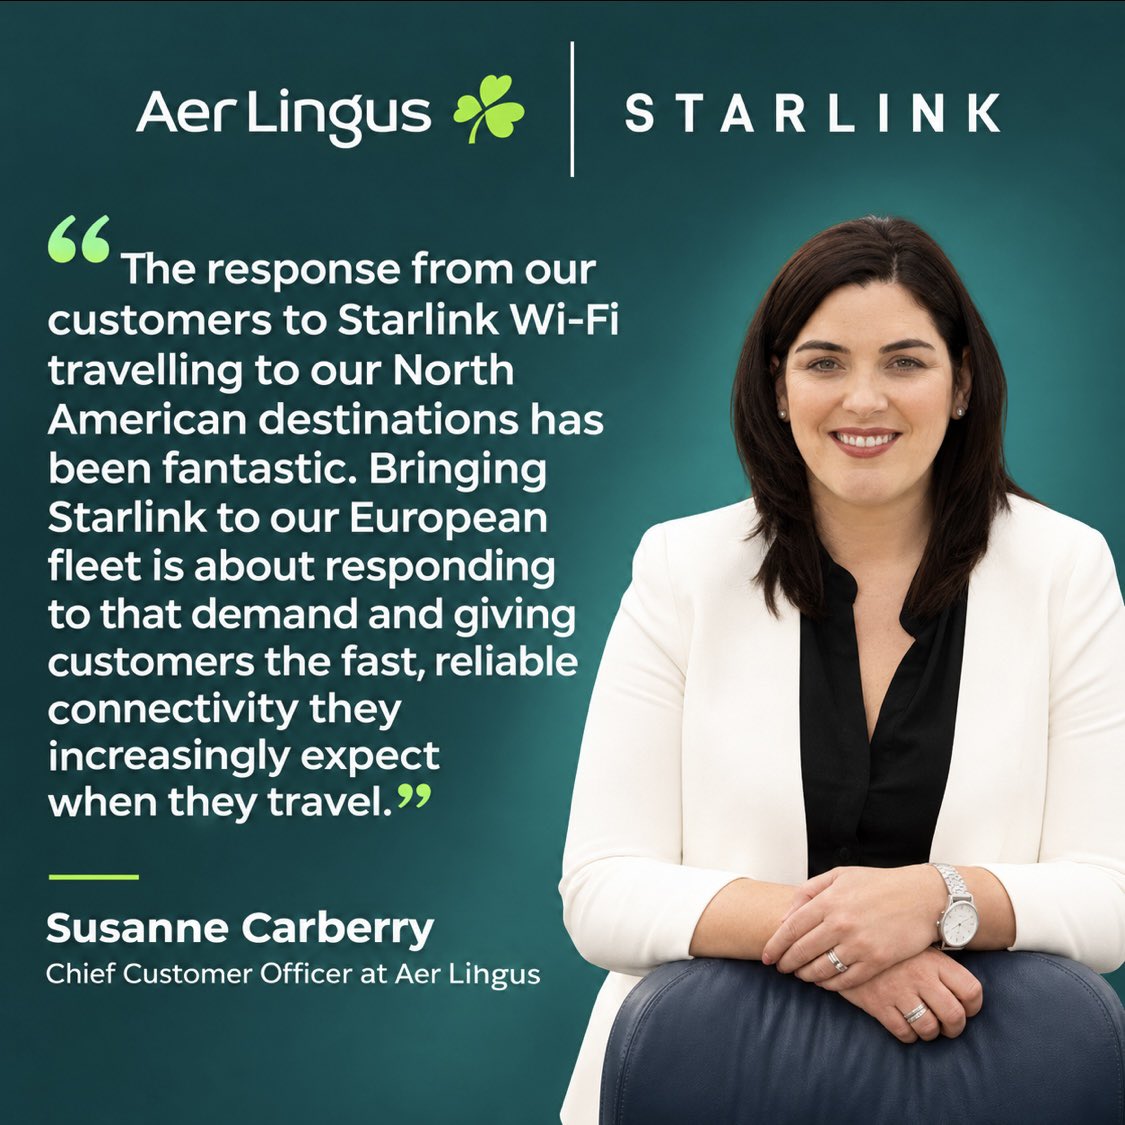 Aer Lingus
STARLINK
“The response from our
customers to Starlink Wi-Fi
travelling to our North
American destinations has
been fantastic. Bringing
Starlink to our European
fleet is about responding
to that demand and giving
customers the fast, reliable
connectivity they
increasingly expect
when they travel.”
Susanne Carberry
Chief Customer Officer at Aer Lihgus